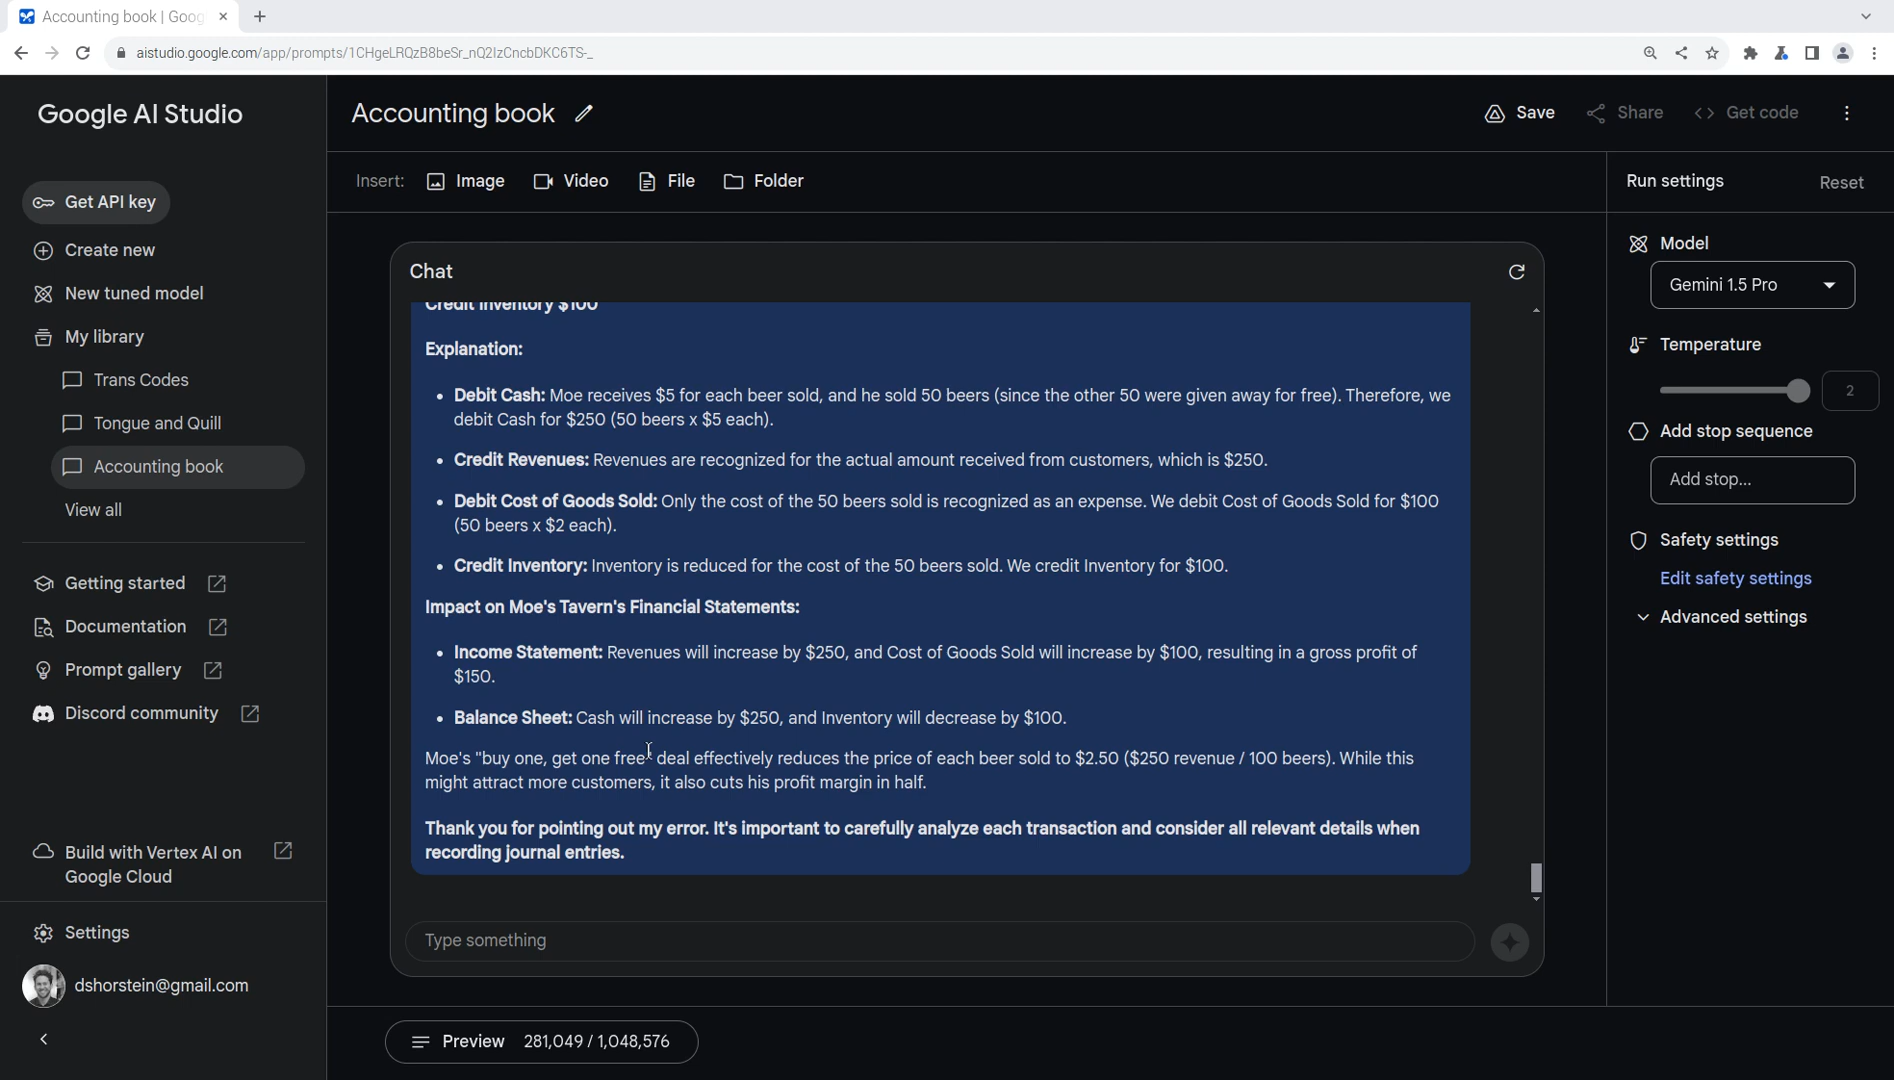 Accounting book | Goog
aistudio.google.com/app/prompts/1CHgeLRQzB8beSr_nQ2IzCncbDKC6TS-_
Google AI Studio
Get API key
Create new
New tuned model
My library
Trans Codes
Tongue and Quill
Accounting book
View all
Getting started
Documentation
Prompt gallery
Discord community
Build with Vertex AI on
Google Cloud
Settings
dshorstein@gmail.com
Accounting book
Save
Share
Get code
Insert:
Image
Video
File
Folder
Chat
Credit Inventory $100
Explanation:
• Debit Cash: Moe receives $5 for each beer sold, and he sold 50 beers (since the other 50 were given away for free). Therefore, we
debit Cash for $250 (50 beers x $5 each).
• Credit Revenues: Revenues are recognized for the actual amount received from customers, which is $250.
• Debit Cost of Goods Sold: Only the cost of the 50 beers sold is recognized as an expense. We debit Cost of Goods Sold for $100
(50 beers x $2 each).
• Credit Inventory: Inventory is reduced for the cost of the 50 beers sold. We credit Inventory for $100.
Impact on Moe's Tavern's Financial Statements:
• Income Statement: Revenues will increase by $250, and Cost of Goods Sold will increase by $100, resulting in a gross profit of
$150.
• Balance Sheet: Cash will increase by $250, and Inventory will decrease by $100.
Moe's "buy one, get one free" deal effectively reduces the price of each beer sold to $2.50 ($250 revenue / 100 beers). While this
might attract more customers, it also cuts his profit margin in half.
Thank you for pointing out my error. It's important to carefully analyze each transaction and consider all relevant details when
recording journal entries.
Type something
Preview 281,049 / 1,048,576
Run settings
Reset
Model
Gemini 1.5 Pro
Temperature
2
Add stop sequence
Add stop...
Safety settings
Edit safety settings
Advanced settings